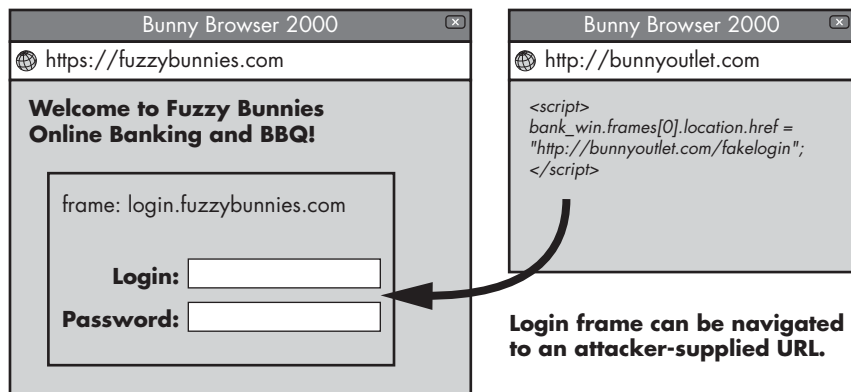 Bunny Browser 2000
https://fuzzybunnies.com
Welcome to Fuzzy Bunnies
Online Banking and BBQ!
frame: login.fuzzybunnies.com
Login:
Password:
Bunny Browser 2000
http://bunnyoutlet.com
<script>
bank_win.frames[0].location.href =
"http://bunnyoutlet.com/fakelogin";
</script>
Login frame can be navigated
to an attacker-supplied URL.